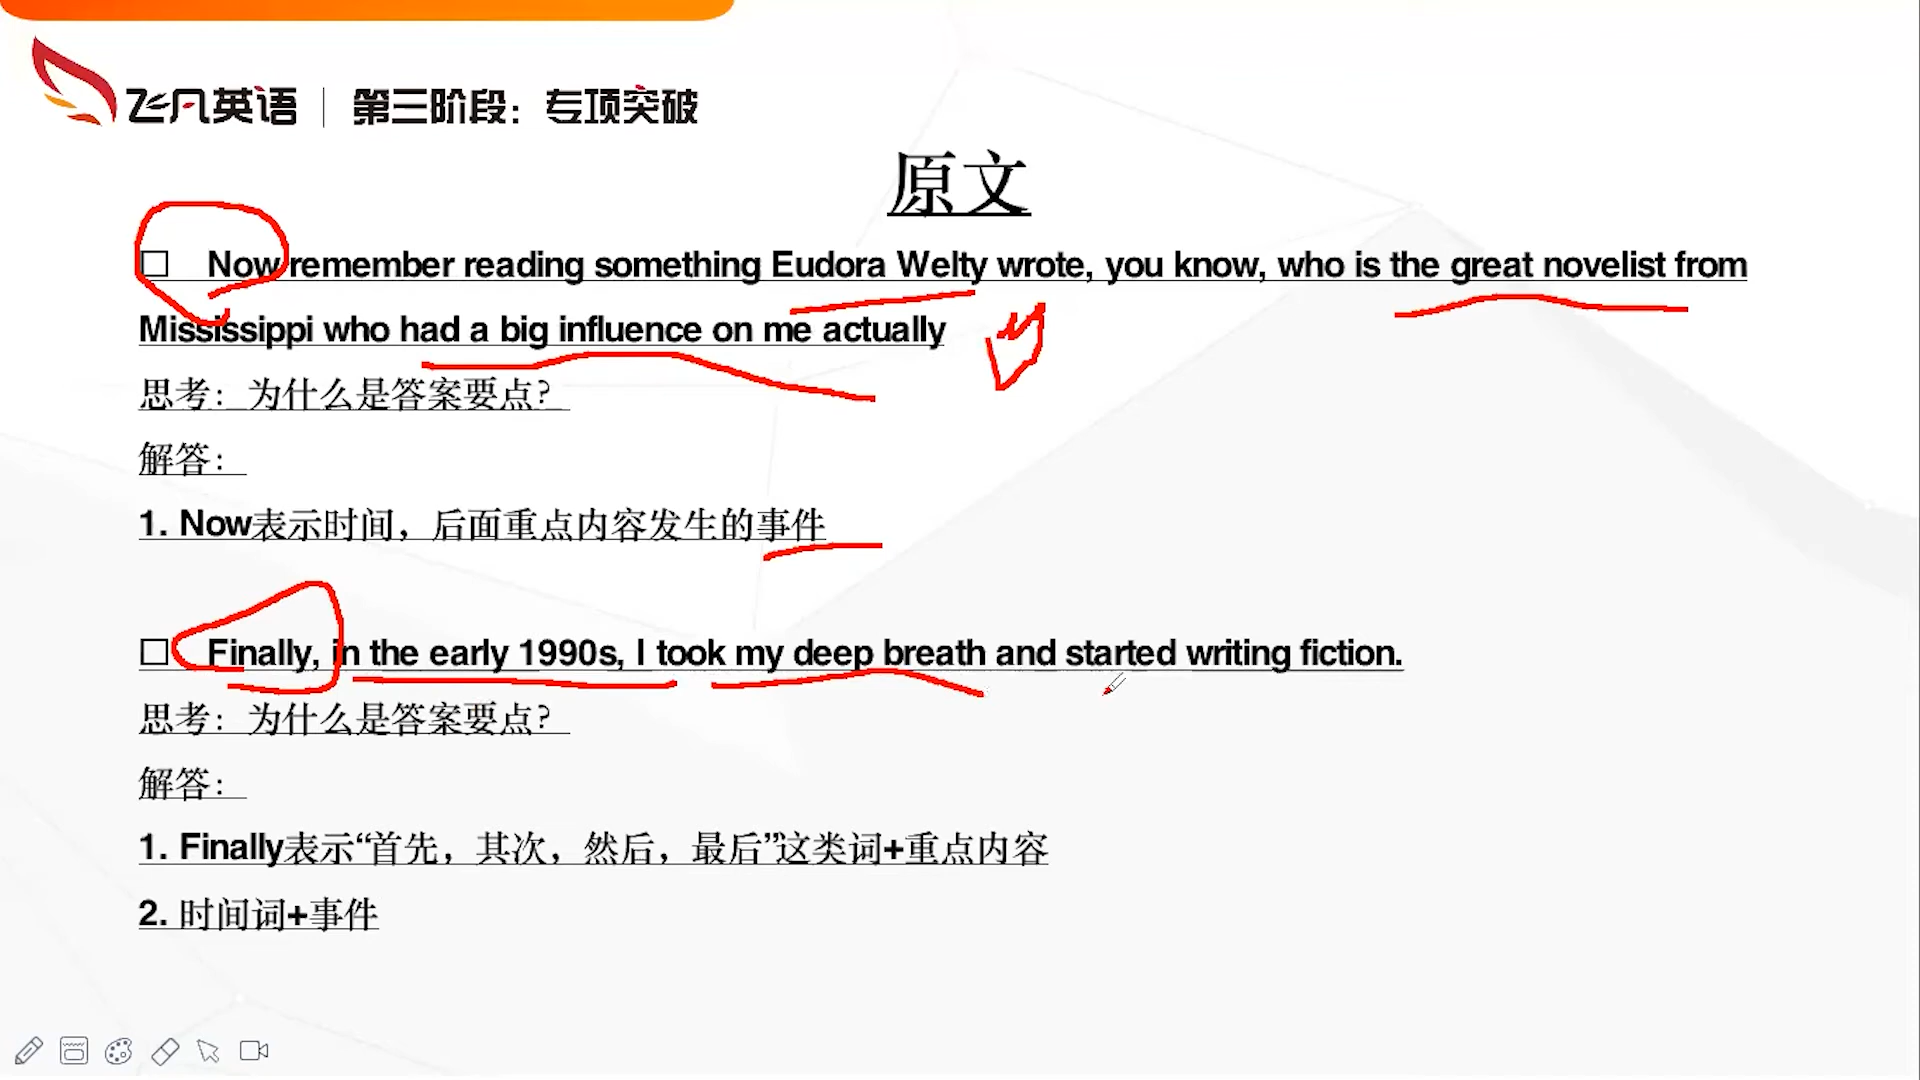 飞凡英语 | 第三阶段：专项突破
原文
□ Now remember reading something Eudora Welty wrote, you know, who is the great novelist from
Mississippi who had a big influence on me actually
思考：为什么是答案要点？
解答：
1. Now表示时间，后面重点内容发生的事件
□ Finally, in the early 1990s, I took my deep breath and started writing fiction.
思考：为什么是答案要点？
解答：
1. Finally表示“首先，其次，然后，最后”这类词+重点内容
2. 时间词+事件